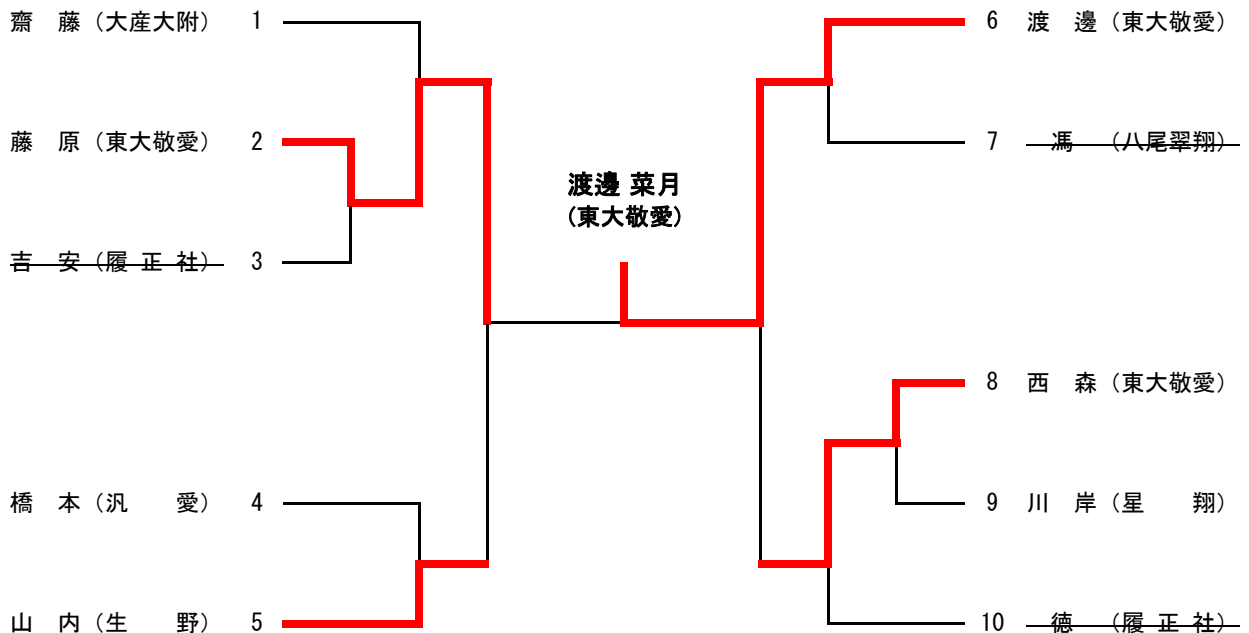 齋 藤（大産大附） 1
藤 原（東大敬愛） 2
吉 安（履 正 社） 3
橋 本（汎 愛） 4
山 内（生 野） 5
渡邊 菜月
(東大敬愛)
6 渡 邊（東大敬愛）
7 馮 （八尾翠翔）
8 西 森（東大敬愛）
9 川 岸（星 翔）
10 徳 （履 正 社）